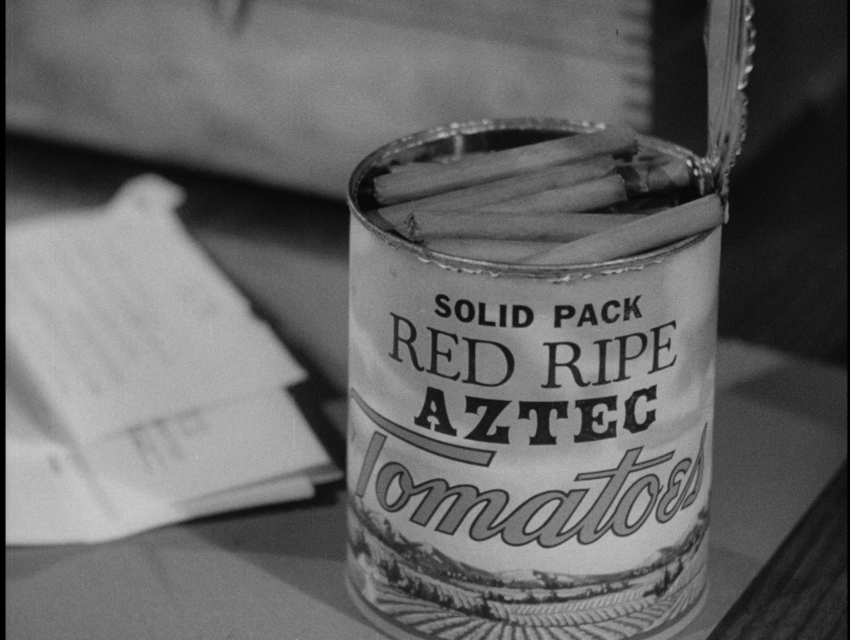 SOLID PACK
RED RIPE
AZTEC
Tomatoes